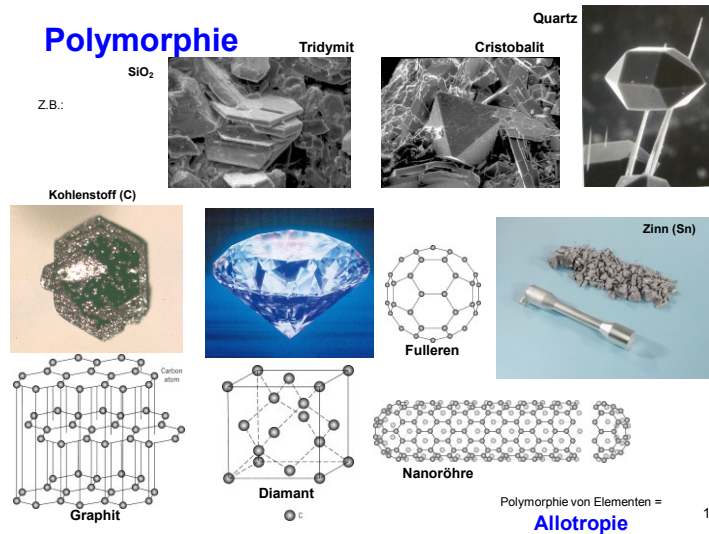 Polymorphie
Quartz
Tridymit
Cristobalit
SiO₂
Z.B.:
Kohlenstoff (C)
Zinn (Sn)
Fulleren
Carbon
atom
Nanoröhre
Diamant
C
Graphit
Polymorphie von Elementen =
Allotropie
1